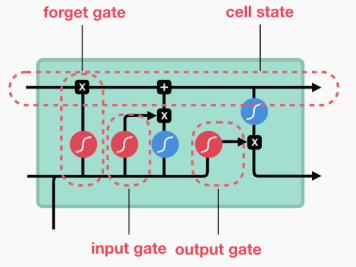 forget gate
cell state
x
+
x
x
input gate
output gate